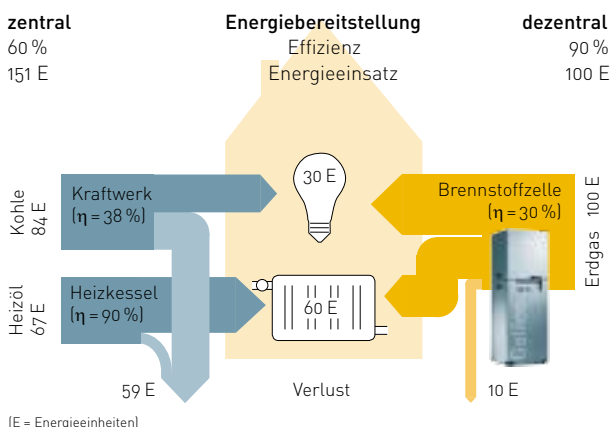 zentral Energiebereitstellung dezentral
60 % Effizienz 90 %
151 E Energieeinsatz 100 E
Kohle
84 E
Kraftwerk
(η = 38 %)
30 E
Brennstoffzelle
(η = 30 %)
100 E
Erdgas
Heizöl
67 E
Heizkessel
(η = 90 %)
60 E
59 E Verlust 10 E
(E = Energieeinheiten)